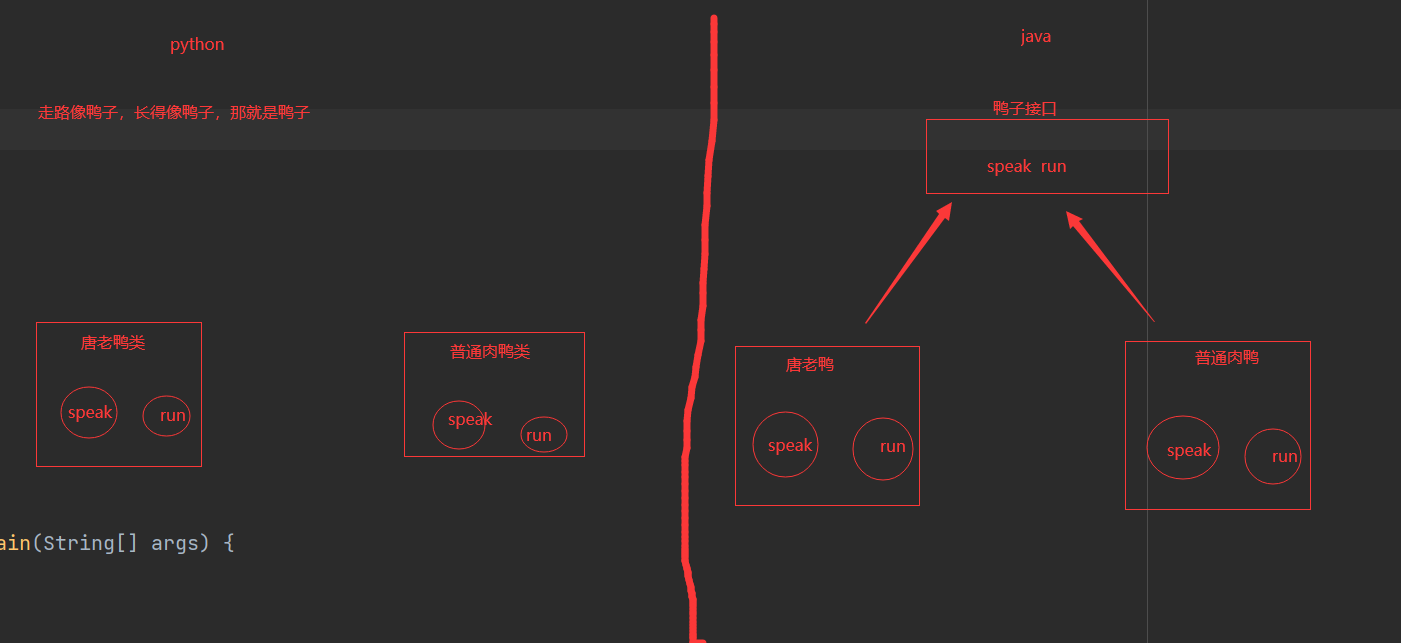 python
走路像鸭子，长得像鸭子，那就是鸭子
唐老鸭类
speak
run
普通肉鸭类
speak
run
ain(String[] args) {
java
鸭子接口
speak run
唐老鸭
speak
run
普通肉鸭
speak
run